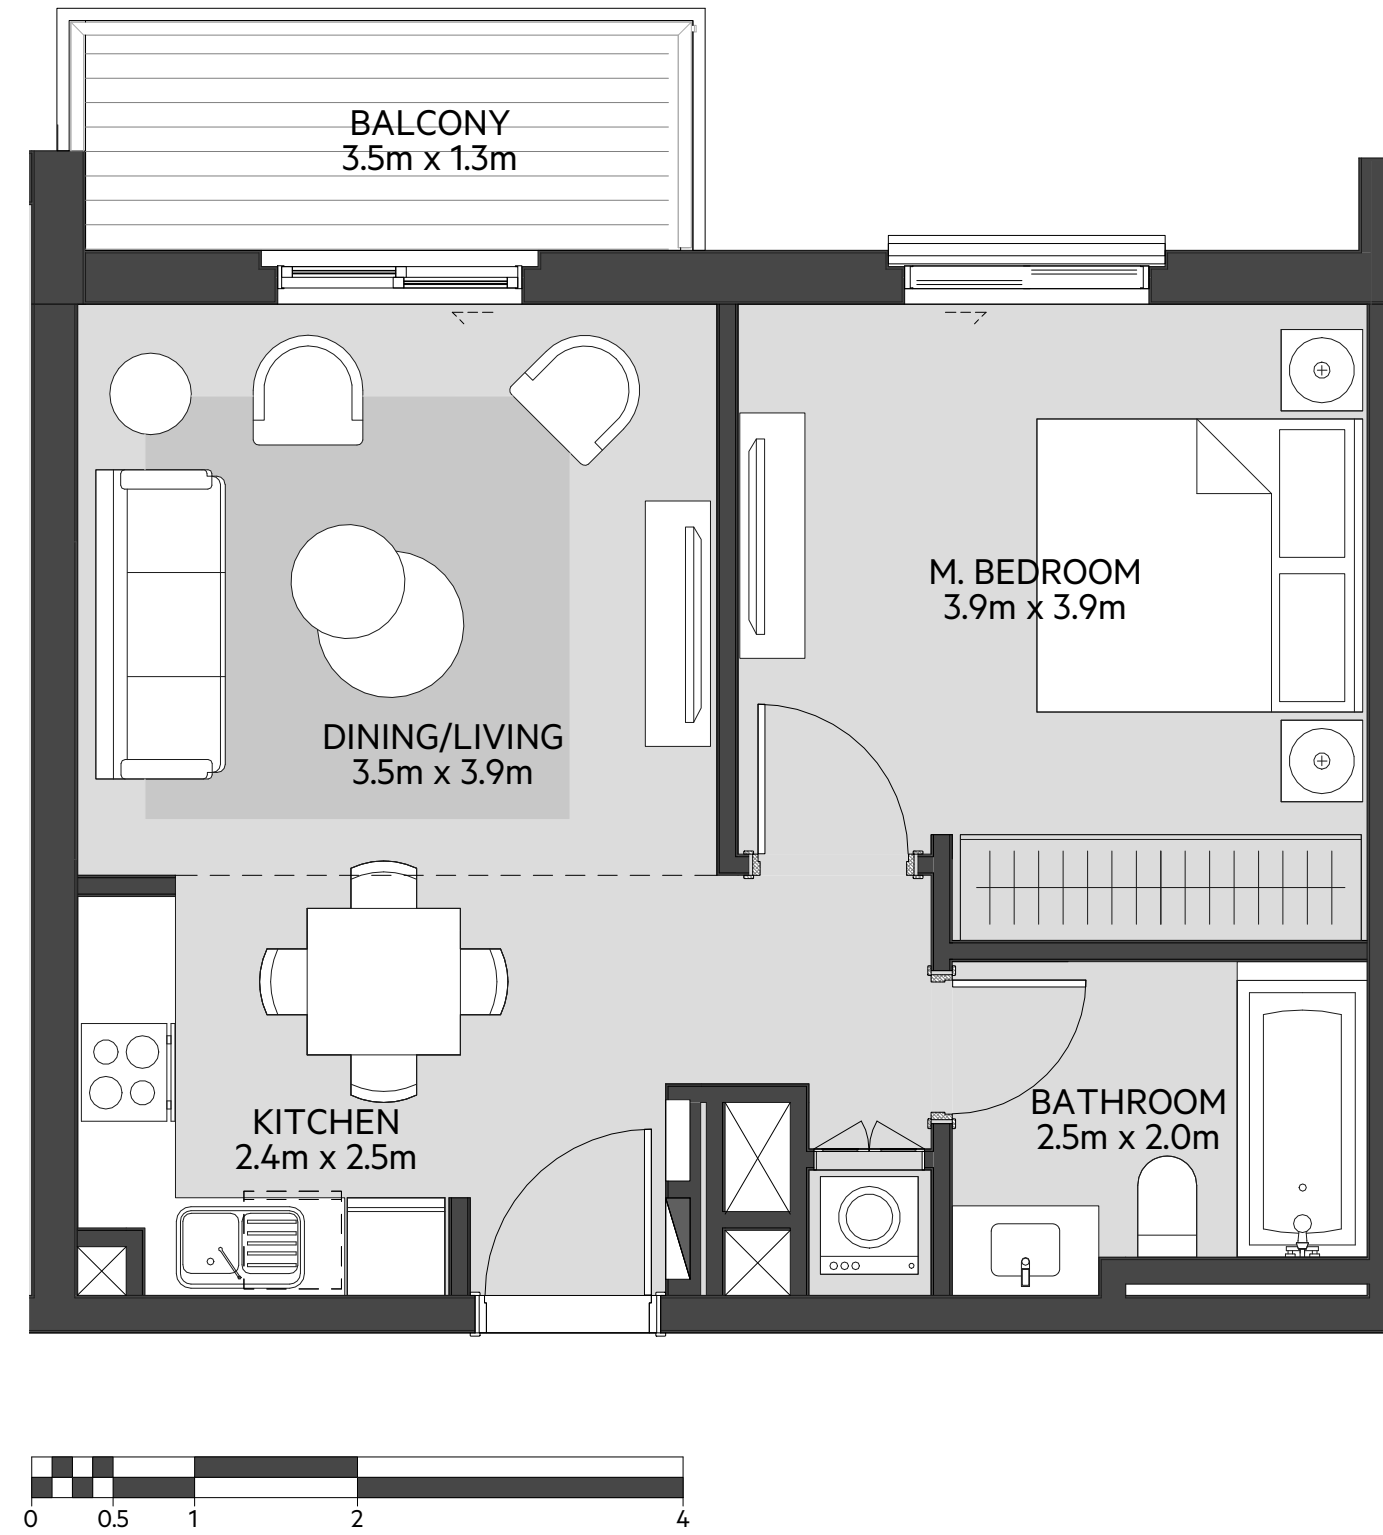 BALCONY
3.5m x 1.3m
M. BEDROOM
3.9m x 3.9m
DINING/LIVING
3.5m x 3.9m
KITCHEN
2.4m x 2.5m
BATHROOM
2.5m x 2.0m
0 0.5 1 2 4